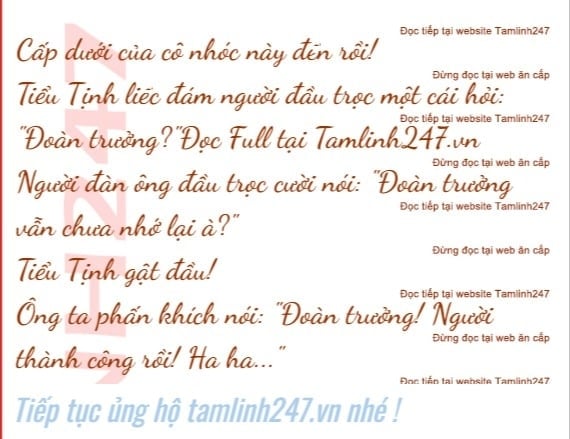 Đọc tiếp tại website Tamlinh247
Cấp dưới của cô nhóc này đến rồi!
Đừng đọc tại web ăn cắp
Tiểu Tịnh liếc đám người đầu trọc một cái hỏi:
Đọc tiếp tại website Tamlinh247
"Đoàn trưởng?"Đọc Full tại Tamlinh247.vn
Đừng đọc tại web ăn cắp
Người đàn ông đầu trọc cười nói: "Đoàn trưởng
Đọc tiếp tại website Tamlinh247
vẫn chưa nhớ lại à?"
Đừng đọc tại web ăn cắp
Tiểu Tịnh gật đầu!
Đọc tiếp tại website Tamlinh247
Ông ta phấn khích nói: "Đoàn trưởng! Người
Đừng đọc tại web ăn cắp
thành công rồi! Ha ha..."
Đọc tiếp tại website Tamlinh247
Tiếp tục ủng hộ tamlinh247.vn nhé !
NH247